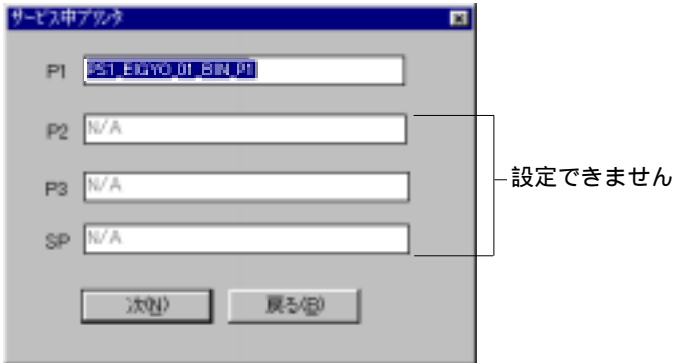 サービス中プリンタ
P1 PS1_EIGYO_01_BIN_P1
P2 N/A
P3 N/A
SP N/A
設定できません
次(N) 戻る(B)